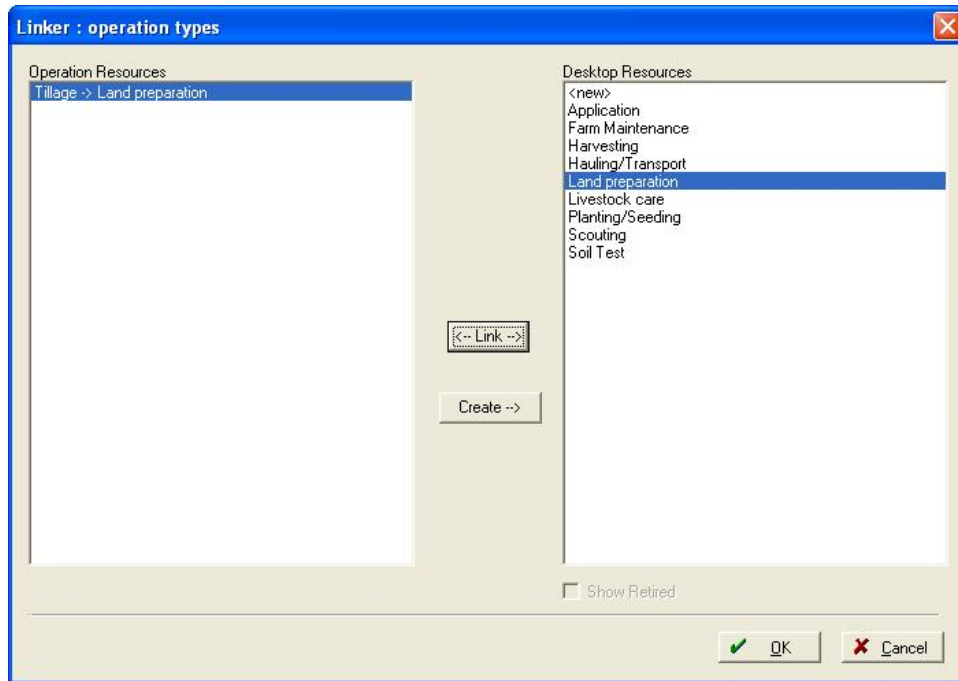 Linker : operation types
Operation Resources
Tillage -> Land preparation
Desktop Resources
<new>
Application
Farm Maintenance
Harvesting
Hauling/Transport
Land preparation
Livestock care
Planting/Seeding
Scouting
Soil Test
<-- Link -->
Create -->
Show Retired
OK
Cancel